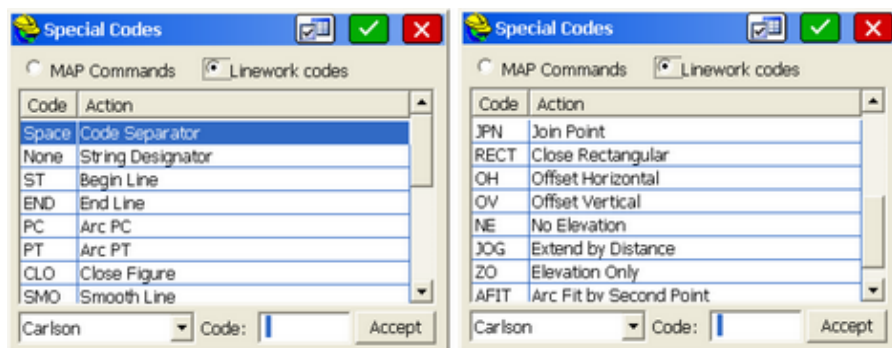 Special Codes
MAP Commands Linework codes
Code Action
Space Code Separator
None String Designator
ST Begin Line
END End Line
PC Arc PC
PT Arc PT
CLO Close Figure
SMO Smooth Line
Carlson Code: Accept
Special Codes
MAP Commands Linework codes
Code Action
JPN Join Point
RECT Close Rectangular
OH Offset Horizontal
OV Offset Vertical
NE No Elevation
JOG Extend by Distance
ZO Elevation Only
AFIT Arc Fit by Second Point
Carlson Code: Accept